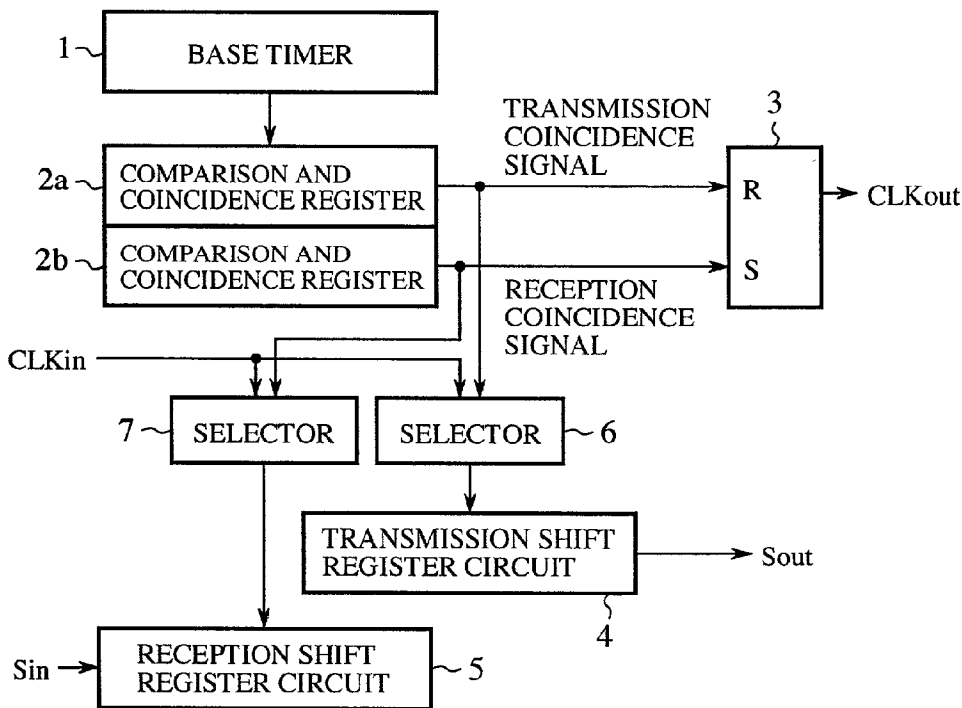 1
BASE TIMER
TRANSMISSION
COINCIDENCE
SIGNAL
3
2a
COMPARISON AND
COINCIDENCE REGISTER
R
CLKout
2b
COMPARISON AND
COINCIDENCE REGISTER
S
RECEPTION
COINCIDENCE
SIGNAL
CLKin
7
SELECTOR
SELECTOR
6
TRANSMISSION SHIFT
REGISTER CIRCUIT
Sout
4
Sin
RECEPTION SHIFT
REGISTER CIRCUIT
5